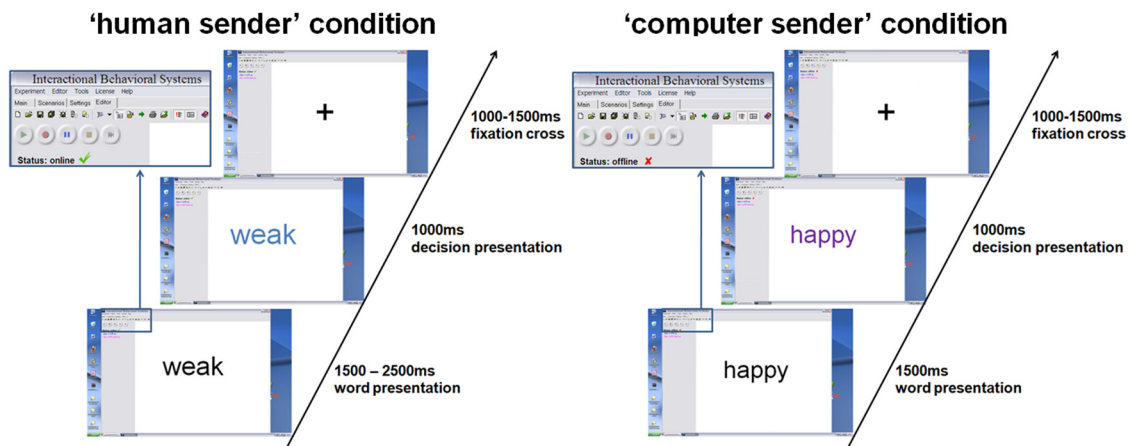 ‘human sender’ condition
Interactional Behavioral Systems
Experiment Editor Tools License Help
Main Scenarios Settings Editor
Status: online
+
1000-1500ms
fixation cross
weak
1000ms
decision presentation
weak
1500 – 2500ms
word presentation
‘computer sender’ condition
Interactional Behavioral Systems
Experiment Editor Tools License Help
Main Scenarios Settings Editor
Status: offline
+
1000-1500ms
fixation cross
happy
1000ms
decision presentation
happy
1500ms
word presentation